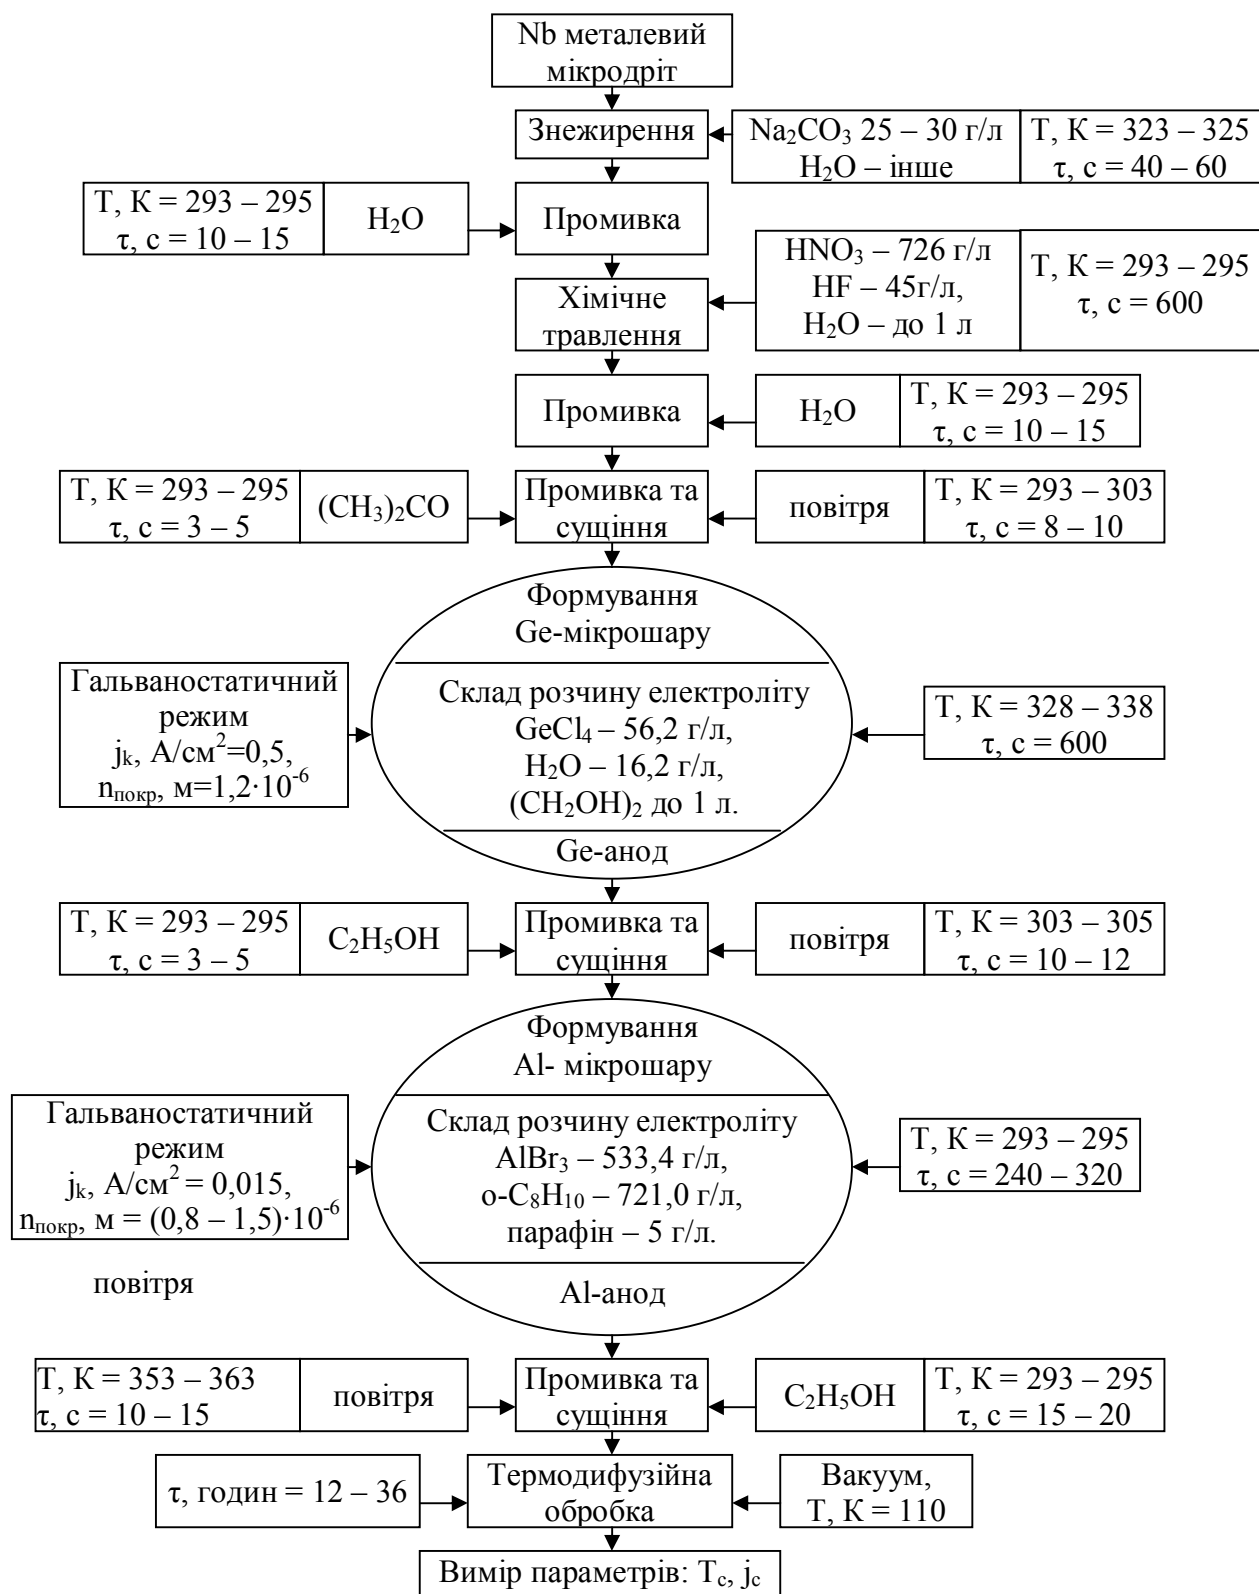 Nb металевий
мікродріт
Знежирення
Na₂CO₃ 25 – 30 г/л
H₂O – інше
T, K = 323 – 325
τ, с = 40 – 60
T, K = 293 – 295
τ, с = 10 – 15
H₂O
Промивка
HNO₃ – 726 г/л
HF – 45г/л,
H₂O – до 1 л
T, K = 293 – 295
τ, с = 600
Хімічне
травлення
Промивка
H₂O
T, K = 293 – 295
τ, с = 10 – 15
T, K = 293 – 295
τ, с = 3 – 5
(CH₃)₂CO
Промивка та
сущіння
повітря
T, K = 293 – 303
τ, с = 8 – 10
Формування
Ge-мікрошару
Гальваностатичний
режим
jₖ, А/см²=0,5,
nпокр, м=1,2·10⁻⁶
Склад розчину електроліту
GeCl₄ – 56,2 г/л,
H₂O – 16,2 г/л,
(CH₂OH)₂ до 1 л.
T, K = 328 – 338
τ, с = 600
Ge-анод
T, K = 293 – 295
τ, с = 3 – 5
C₂H₅OH
Промивка та
сущіння
повітря
T, K = 303 – 305
τ, с = 10 – 12
Формування
Al- мікрошару
Гальваностатичний
режим
jₖ, А/см² = 0,015,
nпокр, м = (0,8 – 1,5)·10⁻⁶
Склад розчину електроліту
AlBr₃ – 533,4 г/л,
o-C₈H₁₀ – 721,0 г/л,
парафін – 5 г/л.
T, K = 293 – 295
τ, с = 240 – 320
повітря
Al-анод
T, K = 353 – 363
τ, с = 10 – 15
повітря
Промивка та
сущіння
C₂H₅OH
T, K = 293 – 295
τ, с = 15 – 20
τ, годин = 12 – 36
Термодифузійна
обробка
Вакуум,
T, K = 110
Вимір параметрів: T꜀, j꜀